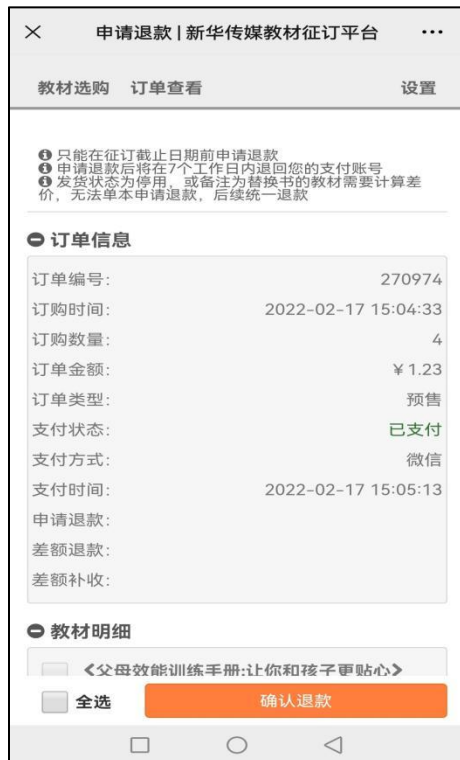 申请退款 | 新华传媒教材征订平台
教材选购 订单查看 设置
只能在征订截止日期前申请退款
申请退款后将在7个工作日内退回您的支付账号
发货状态为停用，或备注为替换书的教材需要计算差
价，无法单本申请退款，后续统一退款
订单信息
订单编号: 270974
订购时间: 2022-02-17 15:04:33
订购数量: 4
订单金额: ¥ 1.23
订单类型: 预售
支付状态: 已支付
支付方式: 微信
支付时间: 2022-02-17 15:05:13
申请退款:
差额退款:
差额补收:
教材明细
《父母效能训练手册:让你和孩子更贴心》
全选 确认退款